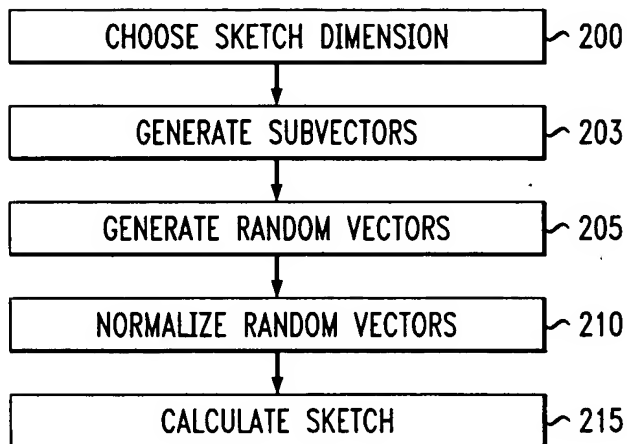 CHOOSE SKETCH DIMENSION 200
GENERATE SUBVECTORS 203
GENERATE RANDOM VECTORS 205
NORMALIZE RANDOM VECTORS 210
CALCULATE SKETCH 215